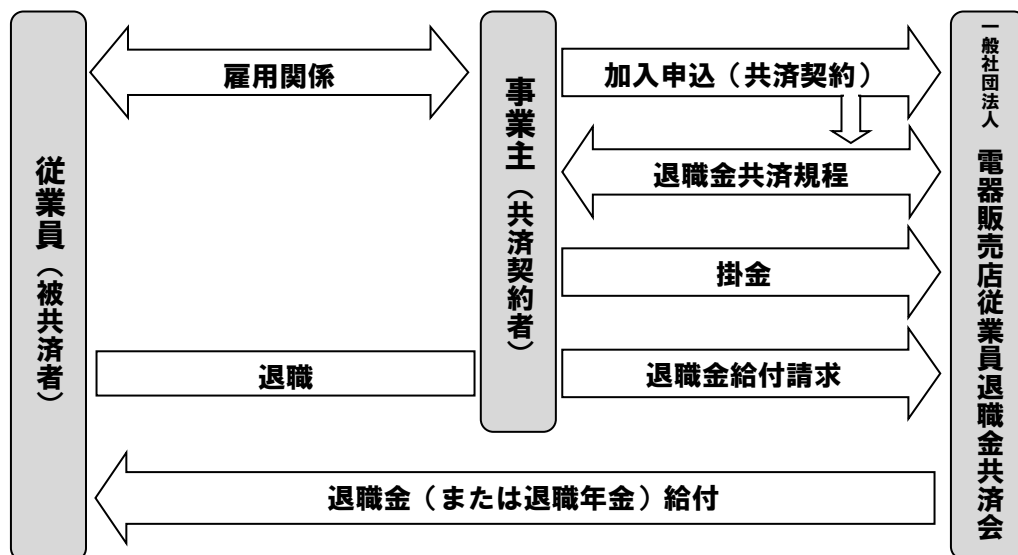 従業員（被共済者）
雇用関係
退職
事業主（共済契約者）
加入申込（共済契約）
退職金共済規程
掛金
退職金給付請求
退職金（または退職年金）給付
一般社団法人 電器販売店従業員退職金共済会